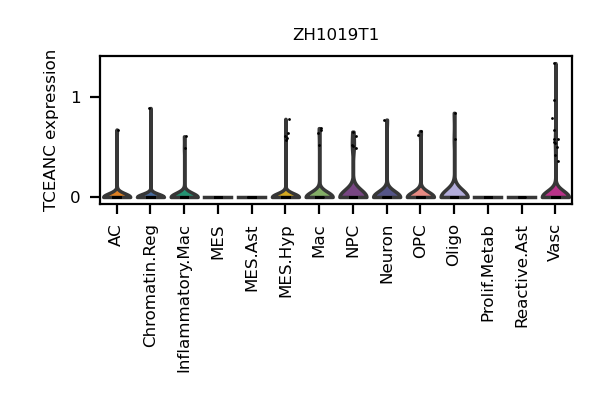 ZH1019T1
TCEANC expression
1
0
AC
Chromatin.Reg
Inflammatory.Mac
MES
MES.Ast
MES.Hyp
Mac
NPC
Neuron
OPC
Oligo
Prolif.Metab
Reactive.Ast
Vasc